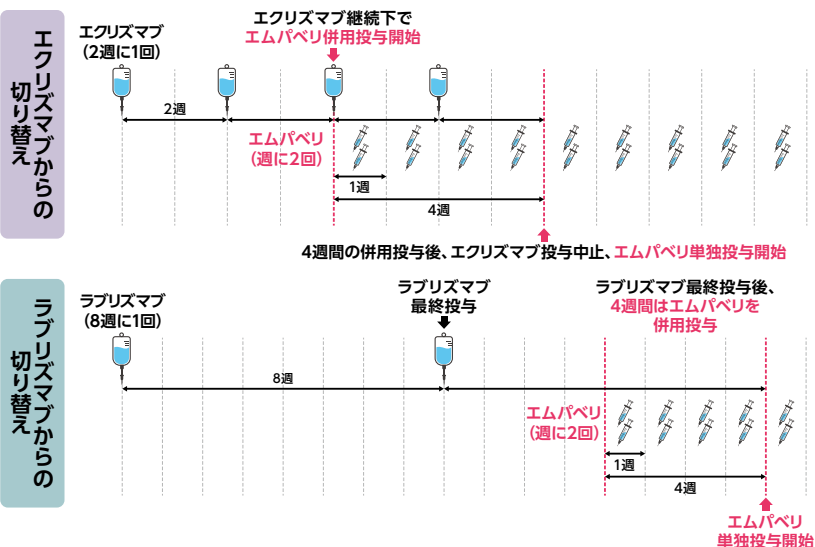 エクリズマブからの
切り替え
エクリズマブ
(2週に1回)
エクリズマブ継続下で
エムパベリ併用投与開始
2週
エムパベリ
(週に2回)
1週
4週
4週間の併用投与後、エクリズマブ投与中止、エムパベリ単独投与開始
ラブリズマブからの
切り替え
ラブリズマブ
(8週に1回)
ラブリズマブ
最終投与
ラブリズマブ最終投与後、
4週間はエムパベリを
併用投与
8週
エムパベリ
(週に2回)
1週
4週
エムパベリ
単独投与開始